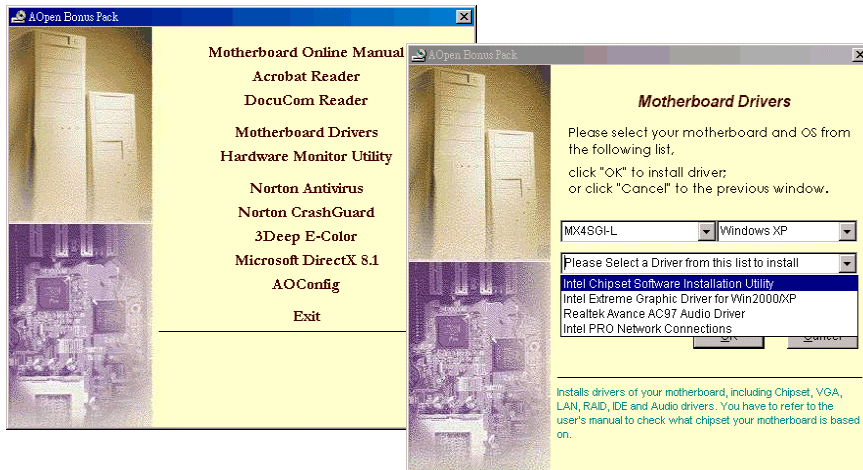 AOpen Bonus Pack
Motherboard Online Manual
Acrobat Reader
DocuCom Reader
Motherboard Drivers
Hardware Monitor Utility
Norton Antivirus
Norton CrashGuard
3Deep E-Color
Microsoft DirectX 8.1
AOConfig
Exit
AOpen Bonus Pack
Motherboard Drivers
Please select your motherboard and OS from
the following list,
click "OK" to install driver;
or click "Cancel" to the previous window.
MX4SGI-L
Windows XP
Please Select a Driver from this list to install
Intel Chipset Software Installation Utility
Intel Extreme Graphic Driver for Win2000/XP
Realtek Avance AC97 Audio Driver
Intel PRO Network Connections
OK
Cancel
Installs drivers of your motherboard, including Chipset, VGA,
LAN, RAID, IDE and Audio drivers. You have to refer to the
user's manual to check what chipset your motherboard is based
on.